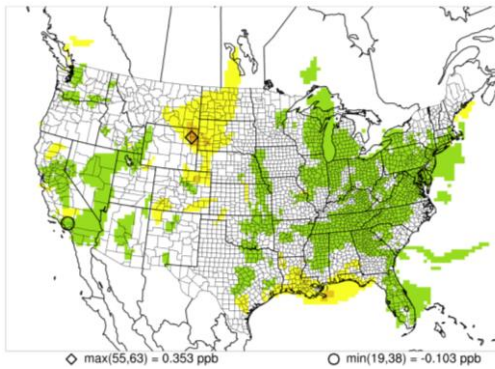 ◇ max(55,63) = 0.353 ppb ○ min(19,38) = -0.103 ppb